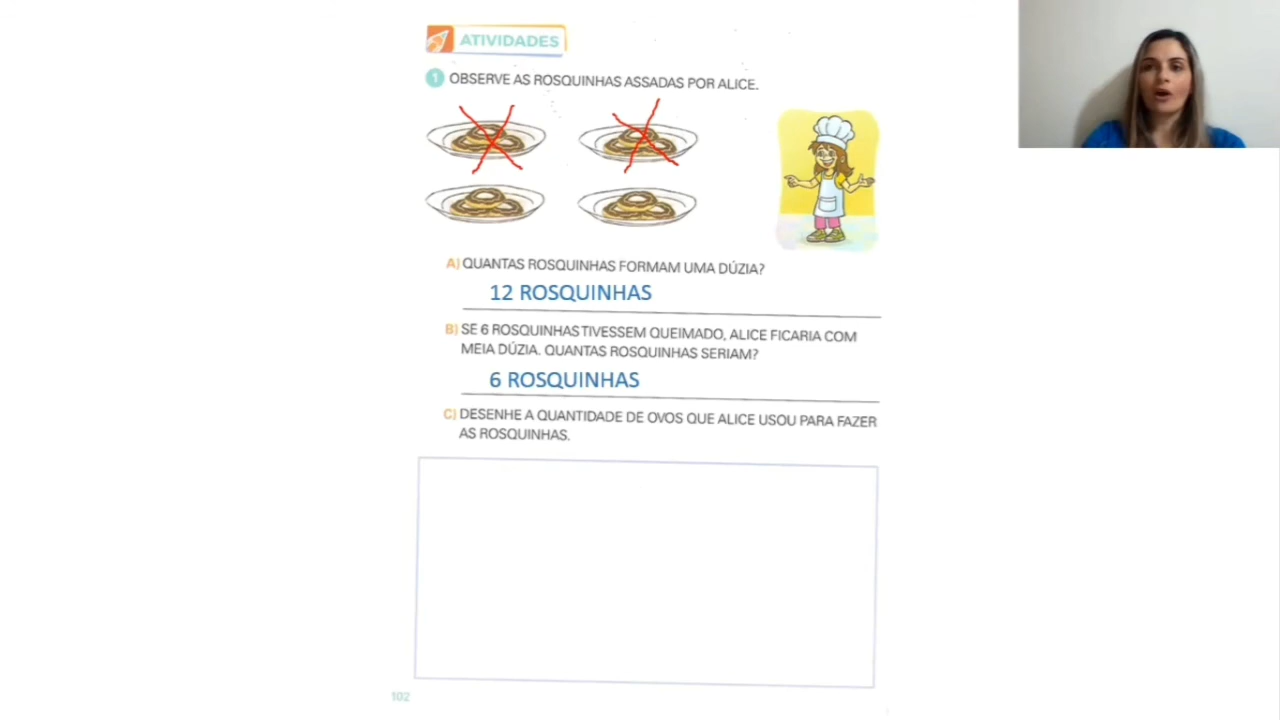 ATIVIDADES
1 OBSERVE AS ROSQUINHAS ASSADAS POR ALICE.
A) QUANTAS ROSQUINHAS FORMAM UMA DÚZIA?
12 ROSQUINHAS
B) SE 6 ROSQUINHAS TIVESSEM QUEIMADO, ALICE FICARIA COM
MEIA DÚZIA. QUANTAS ROSQUINHAS SERIAM?
6 ROSQUINHAS
C) DESENHE A QUANTIDADE DE OVOS QUE ALICE USOU PARA FAZER
AS ROSQUINHAS.
102